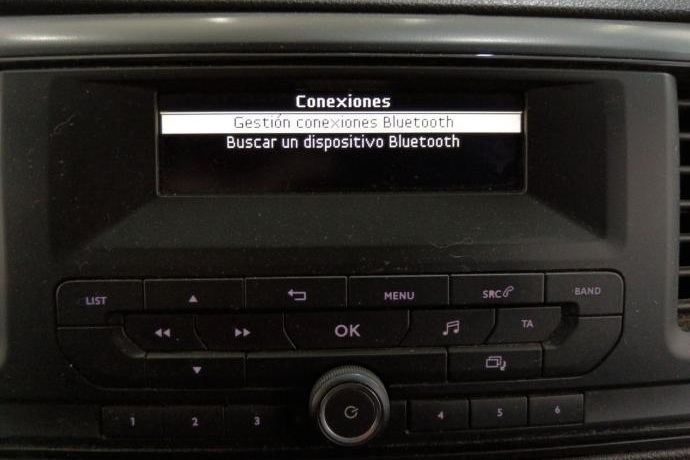 Conexiones
Gestión conexiones Bluetooth
Buscar un dispositivo Bluetooth
LIST
MENU
SRC
BAND
OK
TA
1
2
3
4
5
6